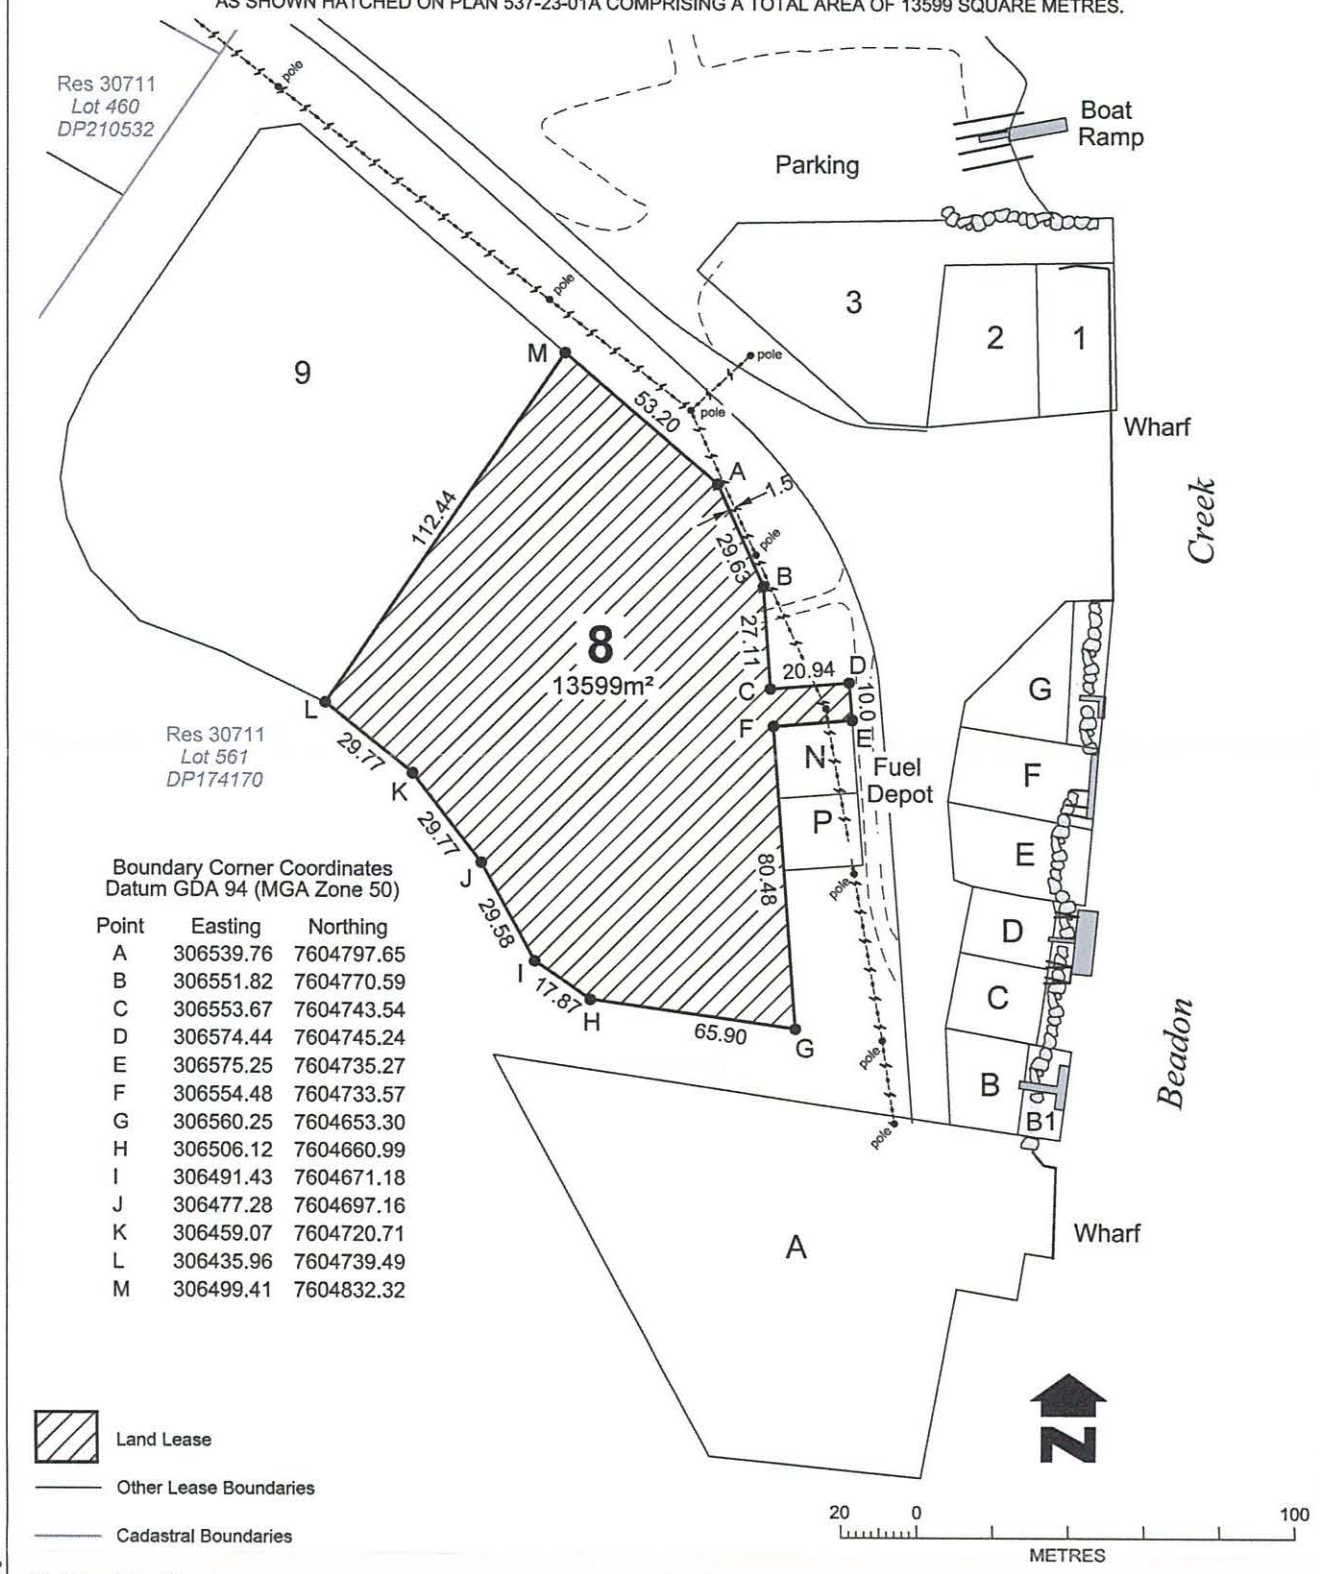 AS SHOWN HATCHED ON PLAN 537-23-01A COMPRISING A TOTAL AREA OF 13599 SQUARE METRES.
Res 30711
Lot 460
DP210532
pole
Boat
Ramp
Parking
pole
3
2
1
9
M
pole
53.20
pole
Wharf
A
1.5
Creek
112.44
29.63
pole
B
27.11
8
13599m²
20.94
D
C
10.0
G
L
F
E
Res 30711
Lot 561
DP174170
29.77
N
Fuel
Depot
F
K
P
29.77
E
80.48
J
pole
Boundary Corner Coordinates
Datum GDA 94 (MGA Zone 50)
Point Easting Northing
A 306539.76 7604797.65
B 306551.82 7604770.59
C 306553.67 7604743.54
D 306574.44 7604745.24
E 306575.25 7604735.27
F 306554.48 7604733.57
G 306560.25 7604653.30
H 306506.12 7604660.99
I 306491.43 7604671.18
J 306477.28 7604697.16
K 306459.07 7604720.71
L 306435.96 7604739.49
M 306499.41 7604832.32
29.58
D
I
17.87
C
H
65.90
G
pole
Beadon
B
B1
pole
A
Wharf
Land Lease
N
Other Lease Boundaries
20 0 100
Cadastral Boundaries
METRES